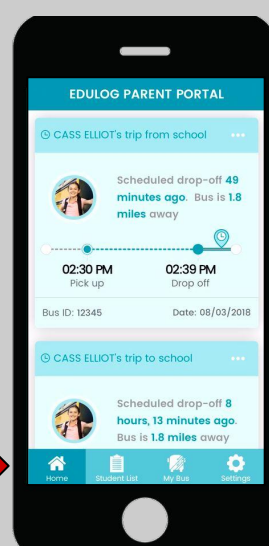 EDULOG PARENT PORTAL
CASS ELLIOT's trip from school
Scheduled drop-off 49
minutes ago. Bus is 1.8
miles away
02:30 PM
02:39 PM
Pick up
Drop off
Bus ID: 12345
Date: 08/03/2018
CASS ELLIOT's trip to school
Scheduled drop-off 8
hours, 13 minutes ago.
Bus is 1.8 miles away
Home
Student List
My Bus
Settings